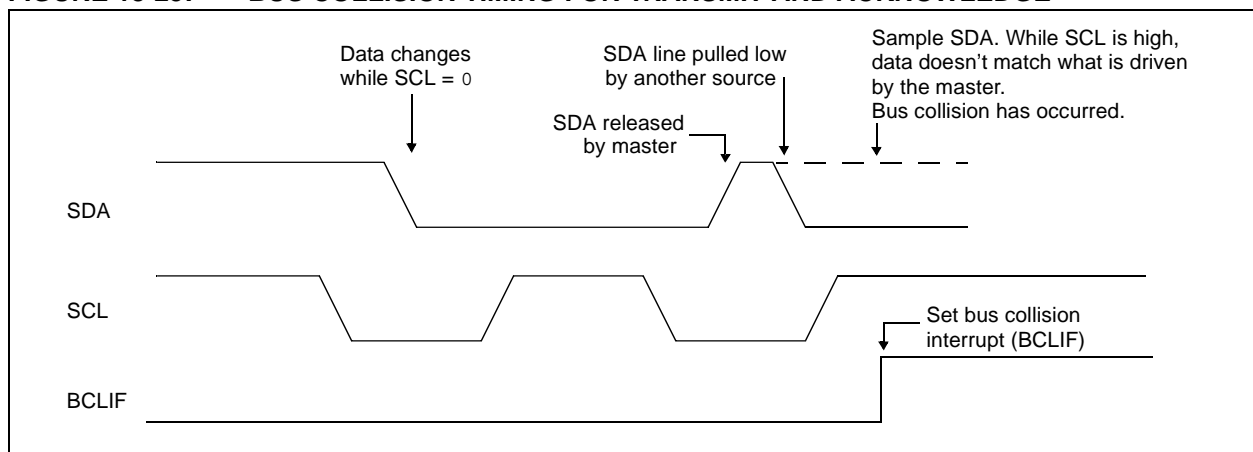 Data changes
while SCL = 0
SDA line pulled low
by another source
Sample SDA. While SCL is high,
data doesn't match what is driven
by the master.
Bus collision has occurred.
SDA released
by master
SDA
SCL
Set bus collision
interrupt (BCLIF)
BCLIF